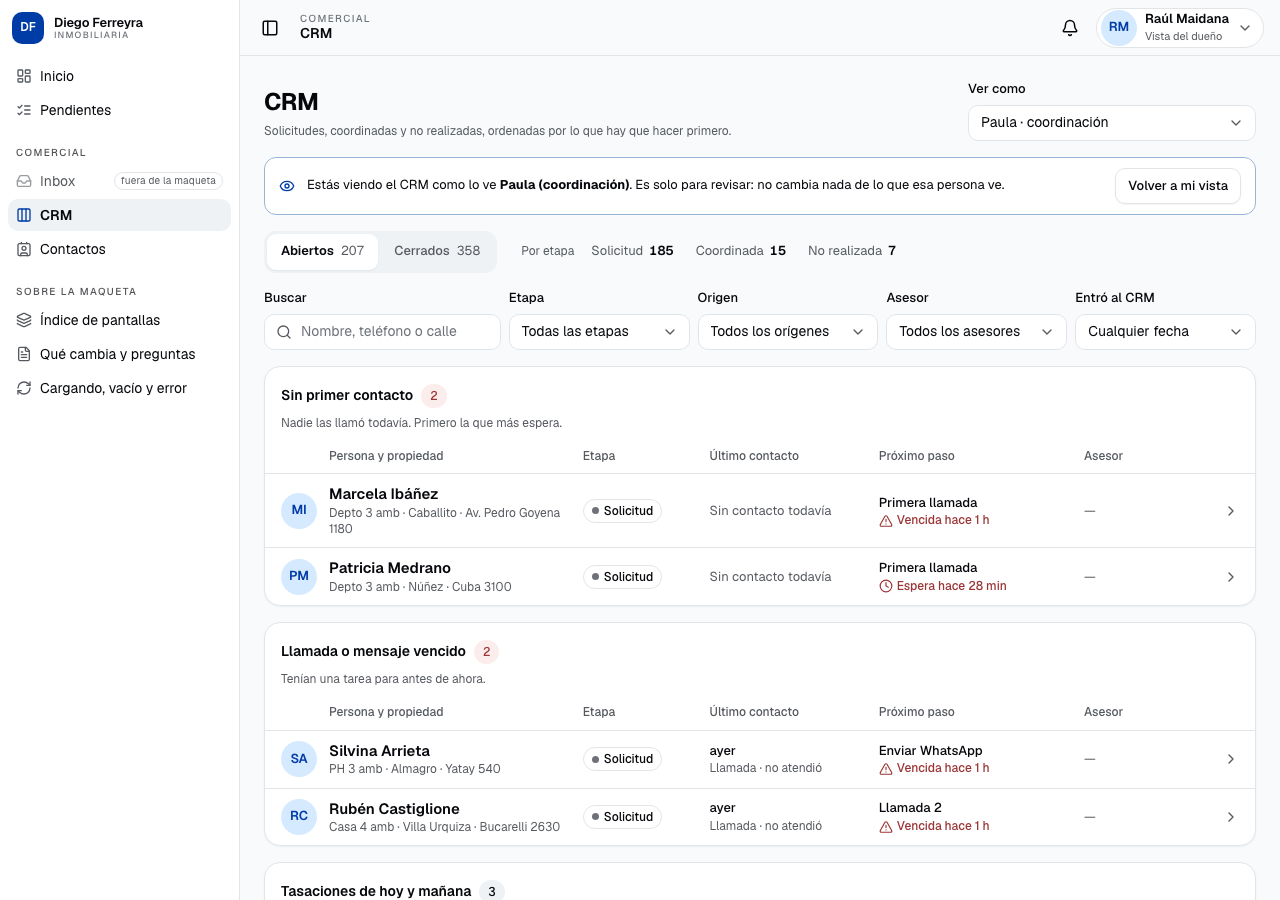 DF
Diego Ferreyra
INMOBILIARIA
Inicio
Pendientes
COMERCIAL
Inbox fuera de la maqueta
CRM
Contactos
SOBRE LA MAQUETA
Índice de pantallas
Qué cambia y preguntas
Cargando, vacío y error
COMERCIAL
CRM
RM
Raúl Maidana
Vista del dueño
CRM
Solicitudes, coordinadas y no realizadas, ordenadas por lo que hay que hacer primero.
Ver como
Paula · coordinación
Estás viendo el CRM como lo ve Paula (coordinación). Es solo para revisar: no cambia nada de lo que esa persona ve.
Volver a mi vista
Abiertos 207 Cerrados 358 Por etapa Solicitud 185 Coordinada 15 No realizada 7
Buscar Etapa Origen Asesor Entró al CRM
Nombre, teléfono o calle Todas las etapas Todos los orígenes Todos los asesores Cualquier fecha
Sin primer contacto 2
Nadie las llamó todavía. Primero la que más espera.
Persona y propiedad Etapa Último contacto Próximo paso Asesor
MI
Marcela Ibáñez
Depto 3 amb · Caballito · Av. Pedro Goyena
1180
Solicitud
Sin contacto todavía
Primera llamada
Vencida hace 1 h
—
PM
Patricia Medrano
Depto 3 amb · Núñez · Cuba 3100
Solicitud
Sin contacto todavía
Primera llamada
Espera hace 28 min
—
Llamada o mensaje vencido 2
Tenían una tarea para antes de ahora.
Persona y propiedad Etapa Último contacto Próximo paso Asesor
SA
Silvina Arrieta
PH 3 amb · Almagro · Yatay 540
Solicitud
ayer
Llamada · no atendió
Enviar WhatsApp
Vencida hace 1 h
—
RC
Rubén Castiglione
Casa 4 amb · Villa Urquiza · Bucarelli 2630
Solicitud
ayer
Llamada · no atendió
Llamada 2
Vencida hace 1 h
—
Tasaciones de hoy y mañana 3